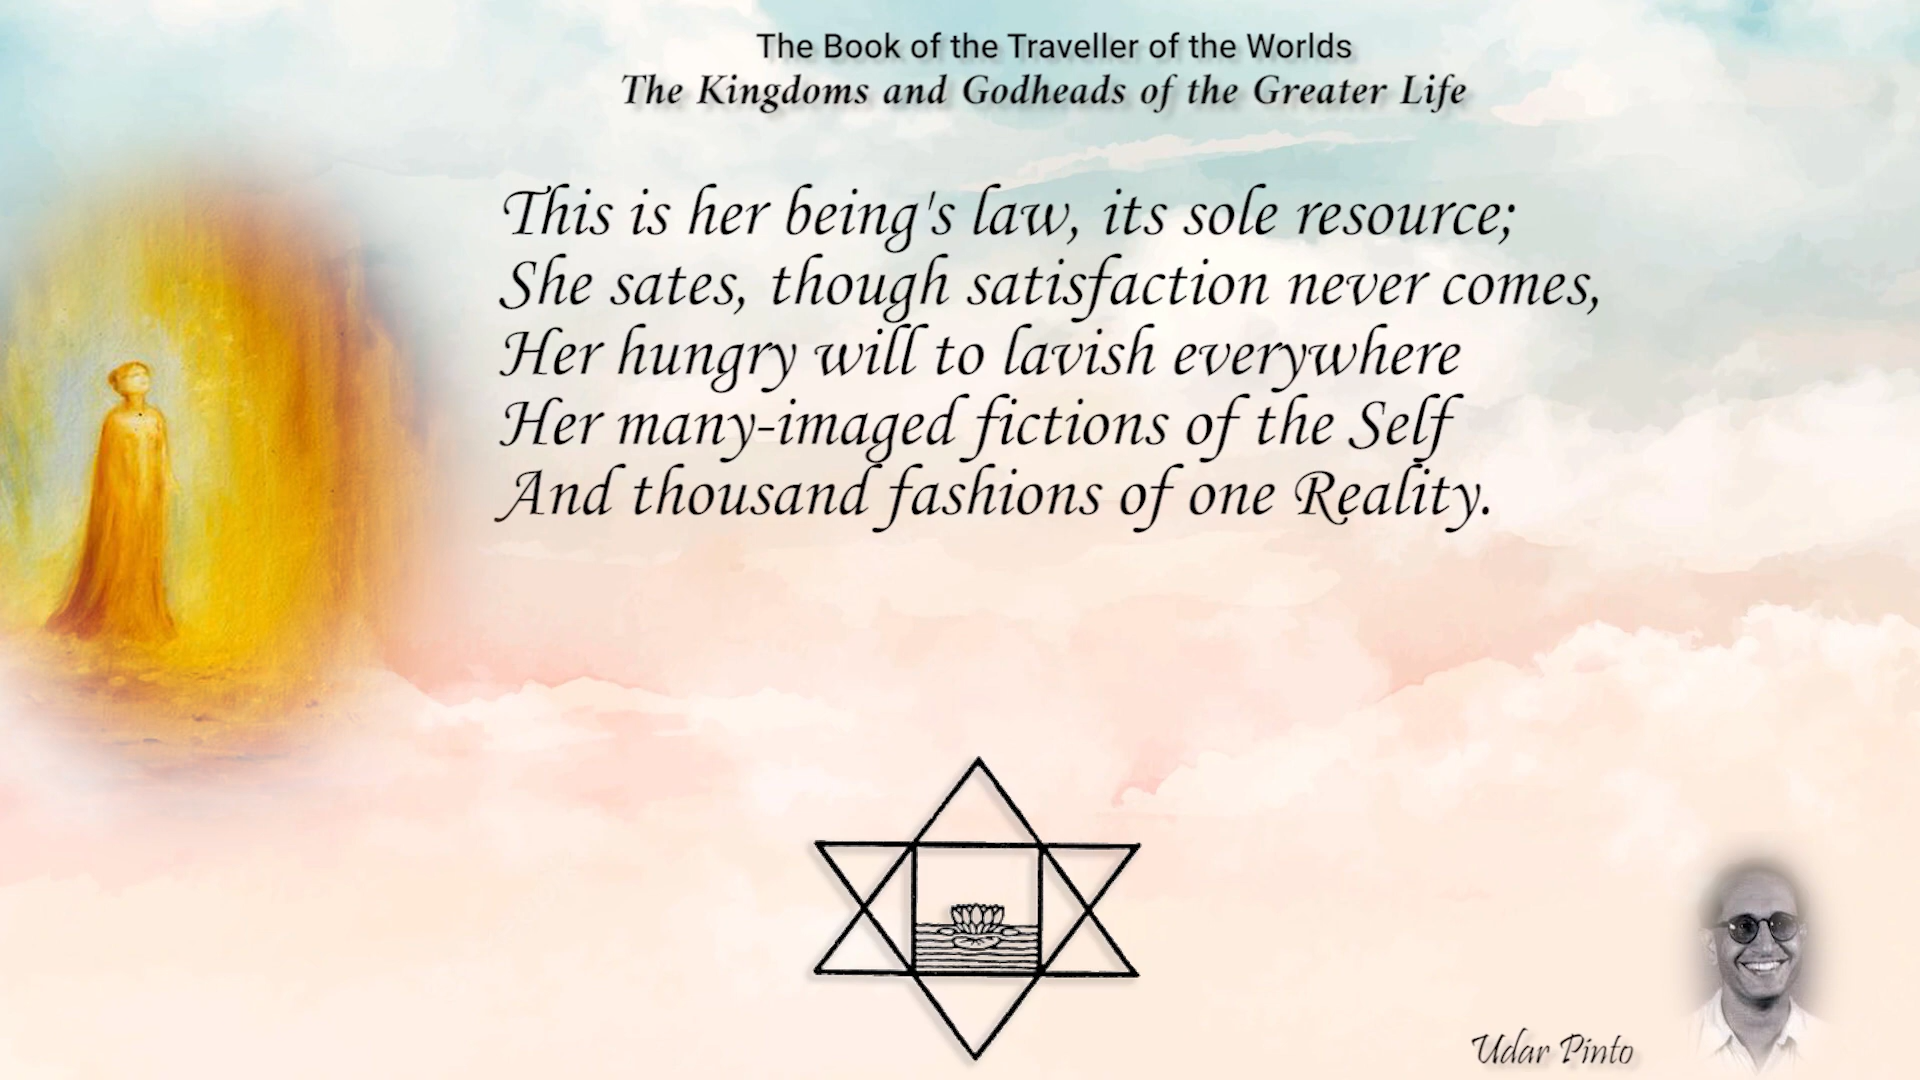 The Book of the Traveller of the Worlds
The Kingdoms and Godheads of the Greater Life
This is her being's law, its sole resource;
She sates, though satisfaction never comes,
Her hungry will to lavish everywhere
Her many-imaged fictions of the Self
And thousand fashions of one Reality.
Udar Pinto